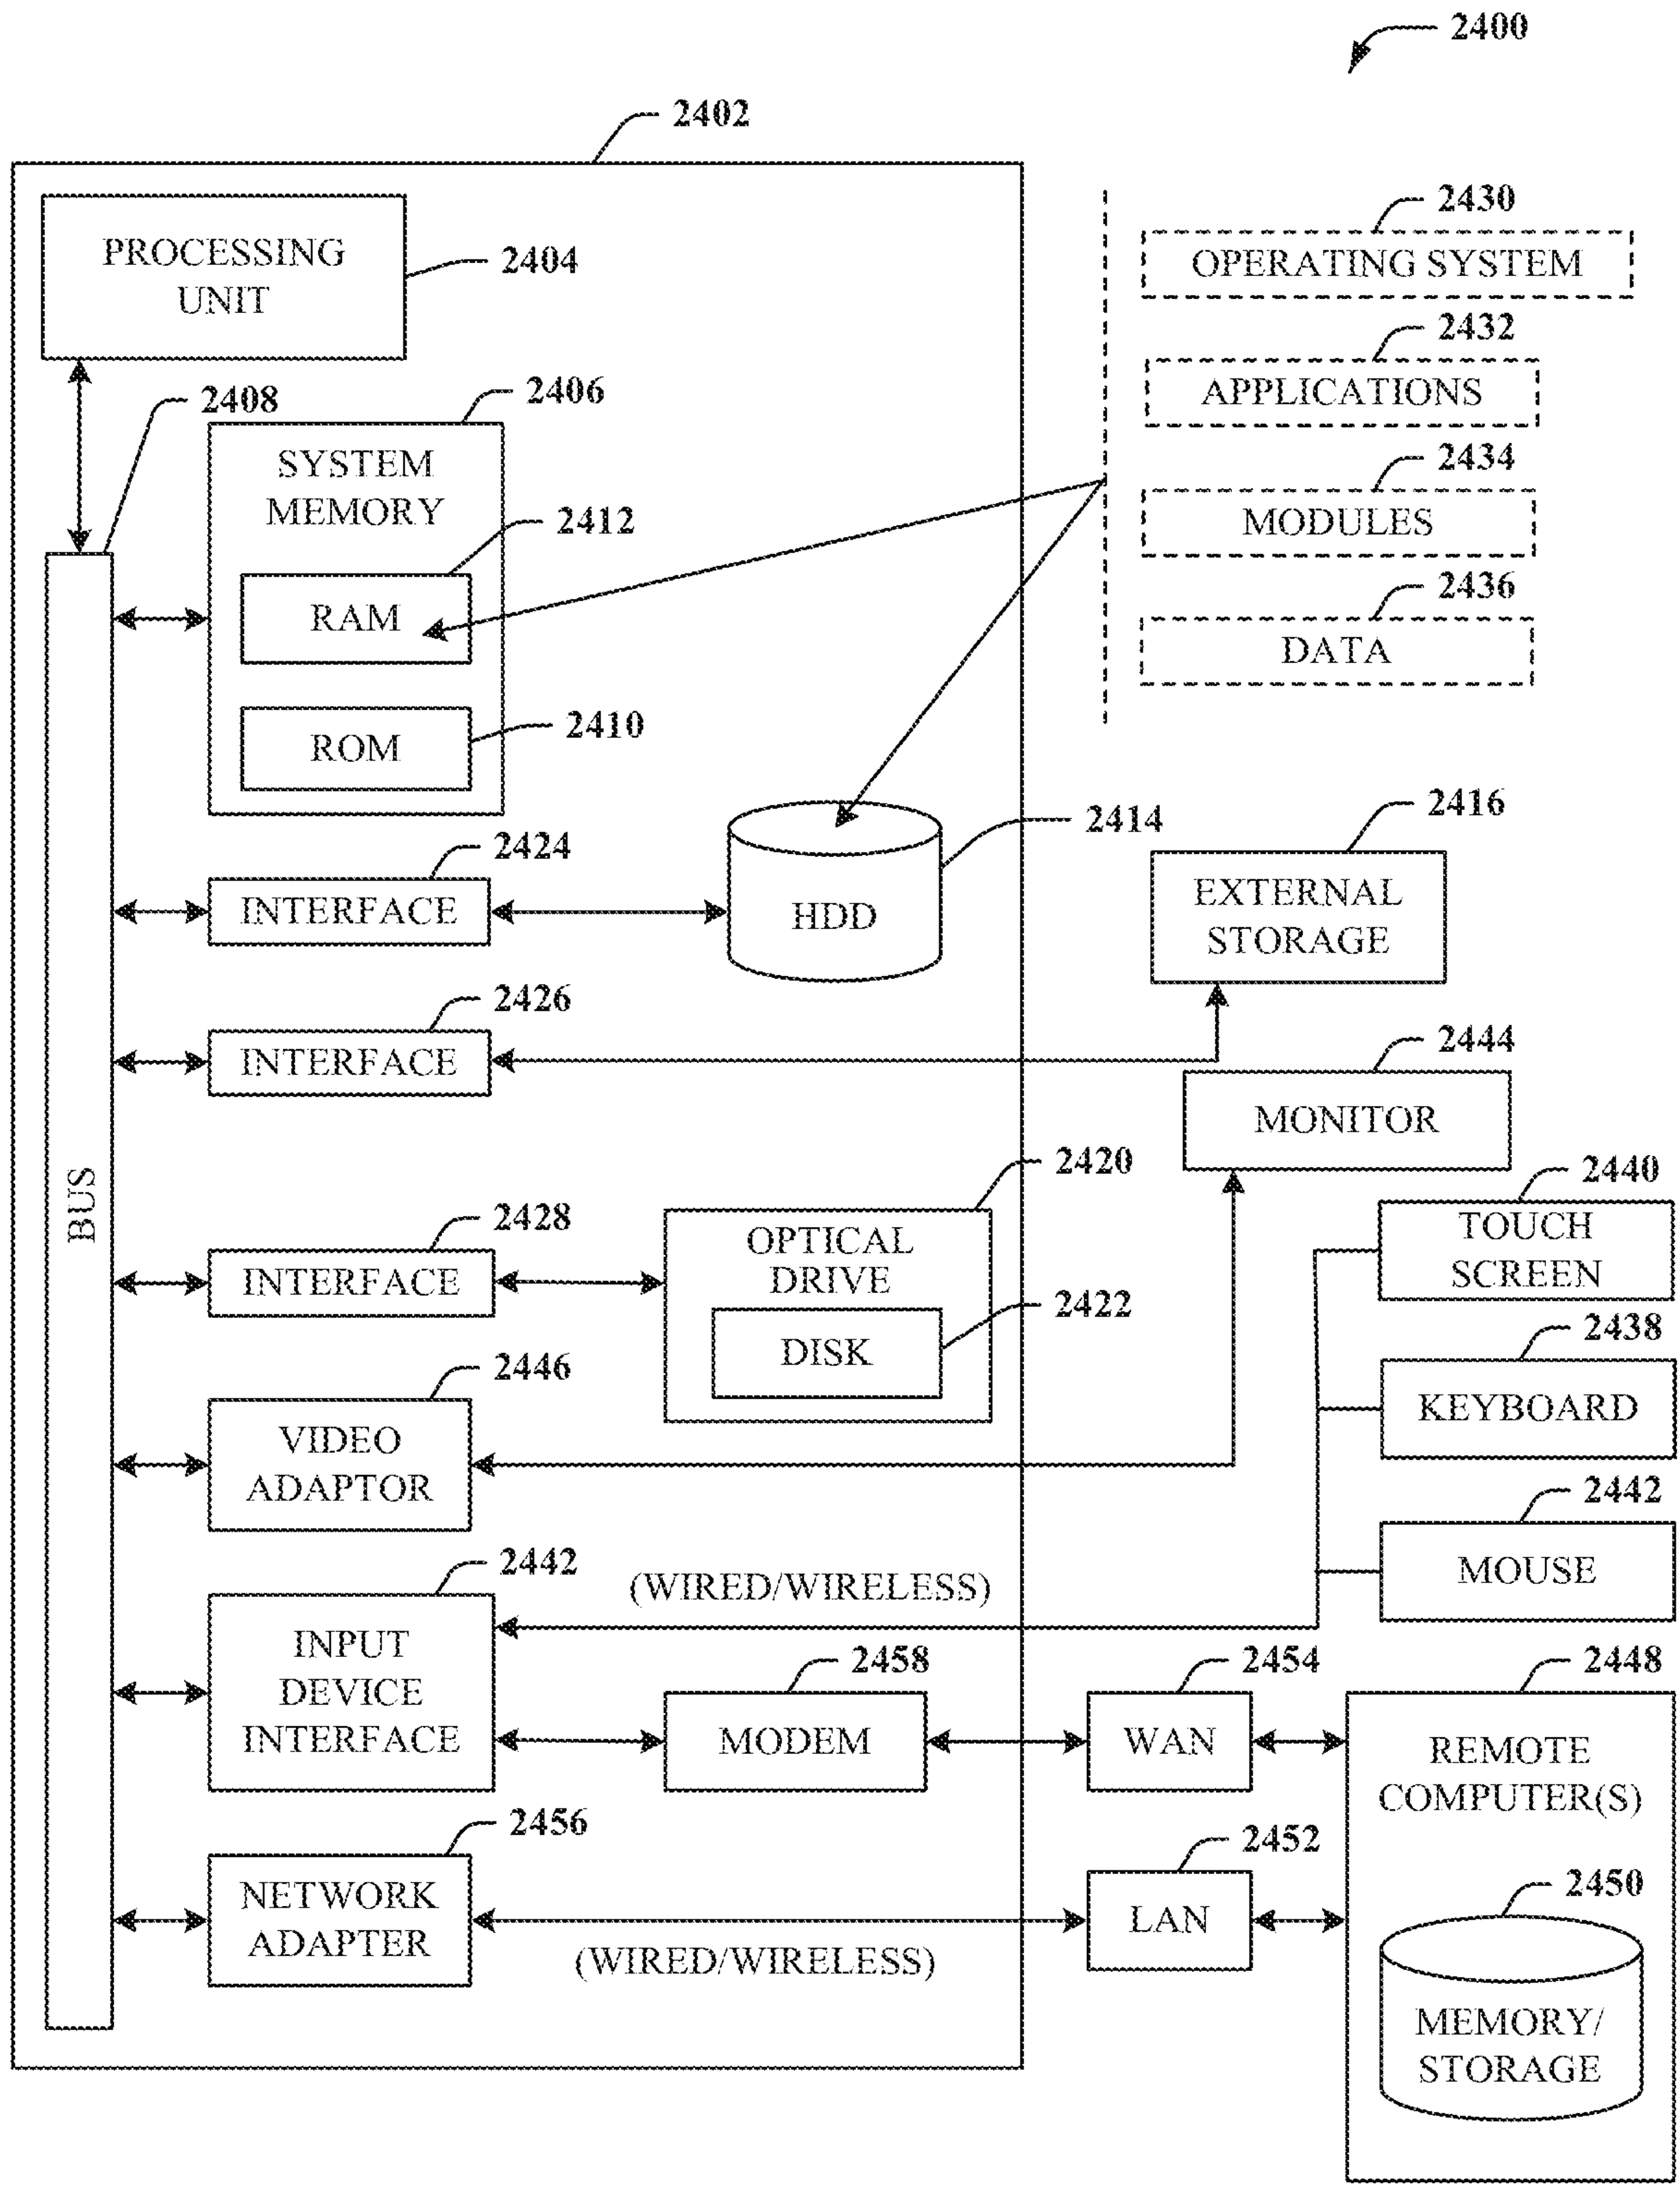 2400
2402
PROCESSING
UNIT
2404
2430
OPERATING SYSTEM
2432
APPLICATIONS
2434
MODULES
2436
DATA
2408
2406
SYSTEM
MEMORY
2412
RAM
2410
ROM
2424
INTERFACE
2414
HDD
2416
EXTERNAL
STORAGE
2426
INTERFACE
2444
MONITOR
BUS
2428
INTERFACE
2420
OPTICAL
DRIVE
2422
DISK
2440
TOUCH
SCREEN
2438
KEYBOARD
2442
MOUSE
2446
VIDEO
ADAPTOR
2442
INPUT
DEVICE
INTERFACE
(WIRED/WIRELESS)
2458
MODEM
2454
WAN
2448
REMOTE
COMPUTER(S)
2456
NETWORK
ADAPTER
(WIRED/WIRELESS)
2452
LAN
2450
MEMORY/
STORAGE